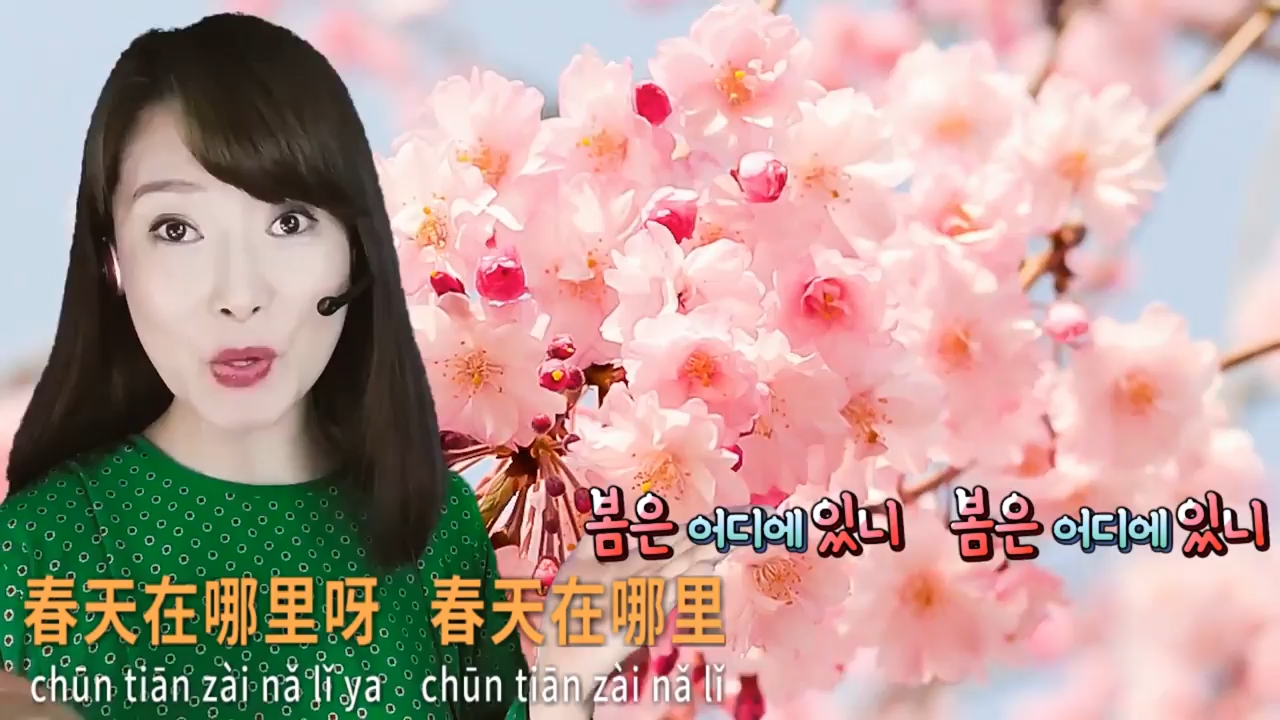 봄은 어디에 있니 봄은 어디에 있니
春天在哪里呀 春天在哪里
chūn tiān zài nǎ lǐ ya chūn tiān zài nǎ lǐ